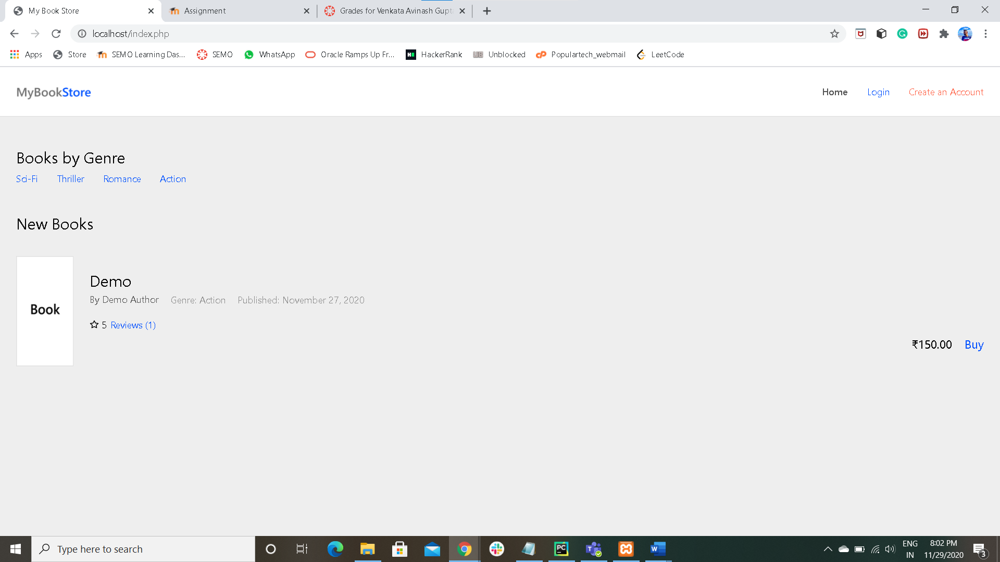 My Book Store
Assignment
Grades for Venkata Avinash Gupt
localhost/index.php
Apps
Store
SEMO Learning Das...
SEMO
WhatsApp
Oracle Ramps Up Fr...
HackerRank
UB
Unblocked
Populartech_webmail
LeetCode
MyBookStore
Home
Login
Create an Account
Books by Genre
Sci-Fi
Thriller
Romance
Action
New Books
Book
Demo
By Demo Author
Genre: Action
Published: November 27, 2020
5 Reviews (1)
₹150.00
Buy
Type here to search
PC
T
W
ENG
IN
8:02 PM
11/29/2020
3